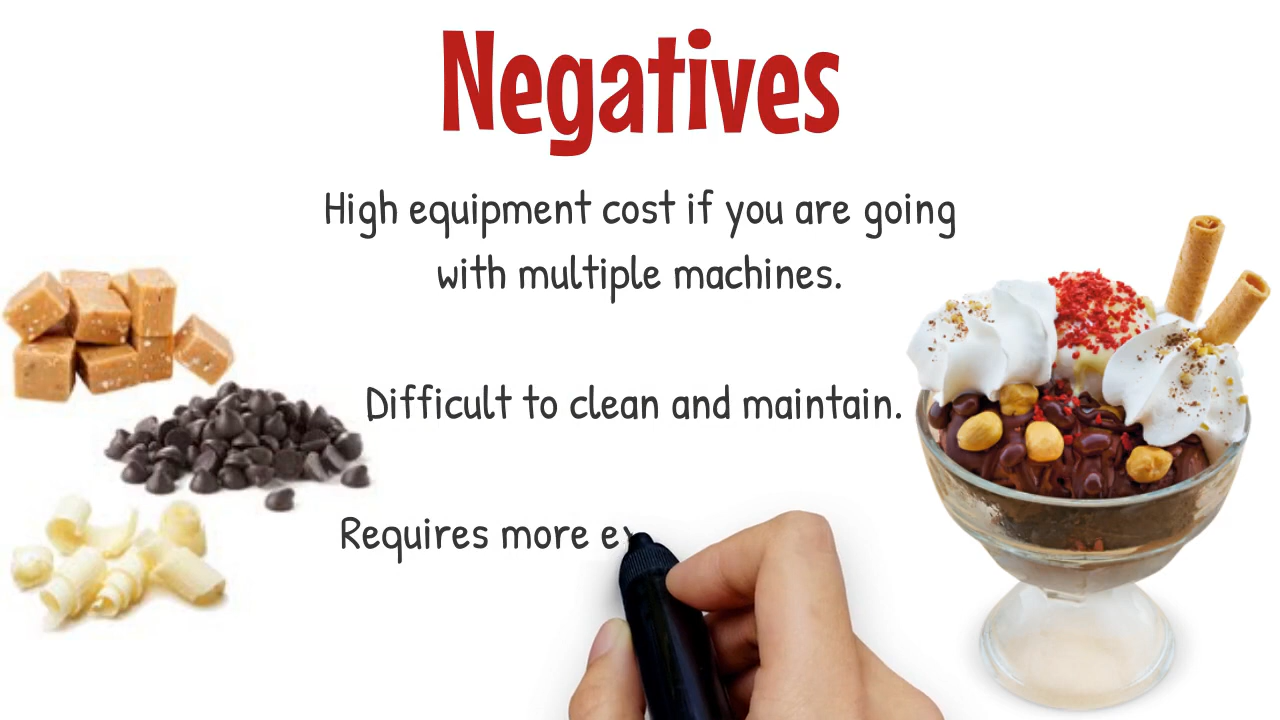 Negatives
High equipment cost if you are going
with multiple machines.
Difficult to clean and maintain.
Requires more